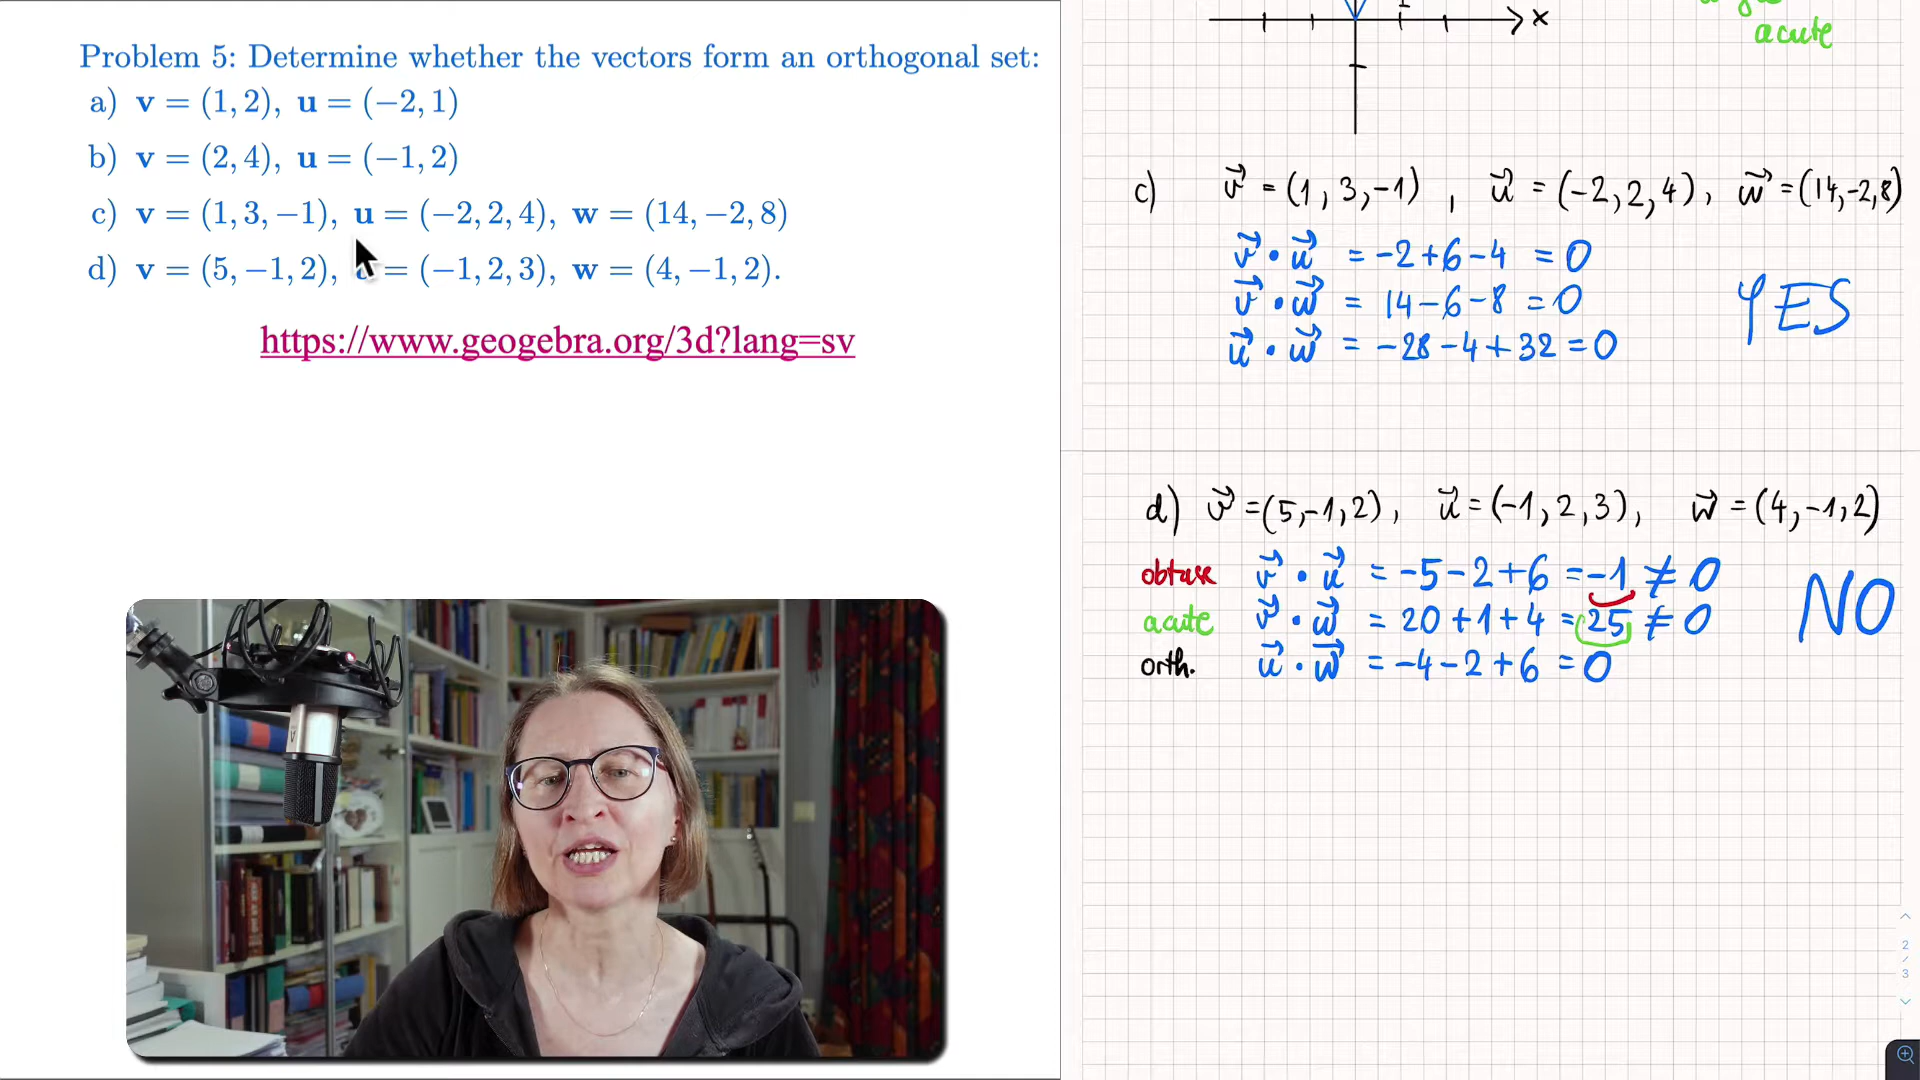 Problem 5: Determine whether the vectors form an orthogonal set:
a) v = (1, 2), u = (−2, 1)
b) v = (2, 4), u = (−1, 2)
c) v = (1, 3, −1), u = (−2, 2, 4), w = (14, −2, 8)
d) v = (5, −1, 2), = (−1, 2, 3), w = (4, −1, 2).
https://www.geogebra.org/3d?lang=sv
x
acute
c) v⃗ = (1, 3, -1), u⃗ = (-2, 2, 4), w⃗ = (14, -2, 8)
v⃗ · u⃗ = -2 + 6 - 4 = 0
v⃗ · w⃗ = 14 - 6 - 8 = 0
u⃗ · w⃗ = -28 - 4 + 32 = 0
YES
d) v⃗ = (5, -1, 2), u⃗ = (-1, 2, 3), w⃗ = (4, -1, 2)
obtuse v⃗ · u⃗ = -5 - 2 + 6 = -1 ≠ 0
acute v⃗ · w⃗ = 20 + 1 + 4 = 25 ≠ 0
orth. u⃗ · w⃗ = -4 - 2 + 6 = 0
NO
2
/
3